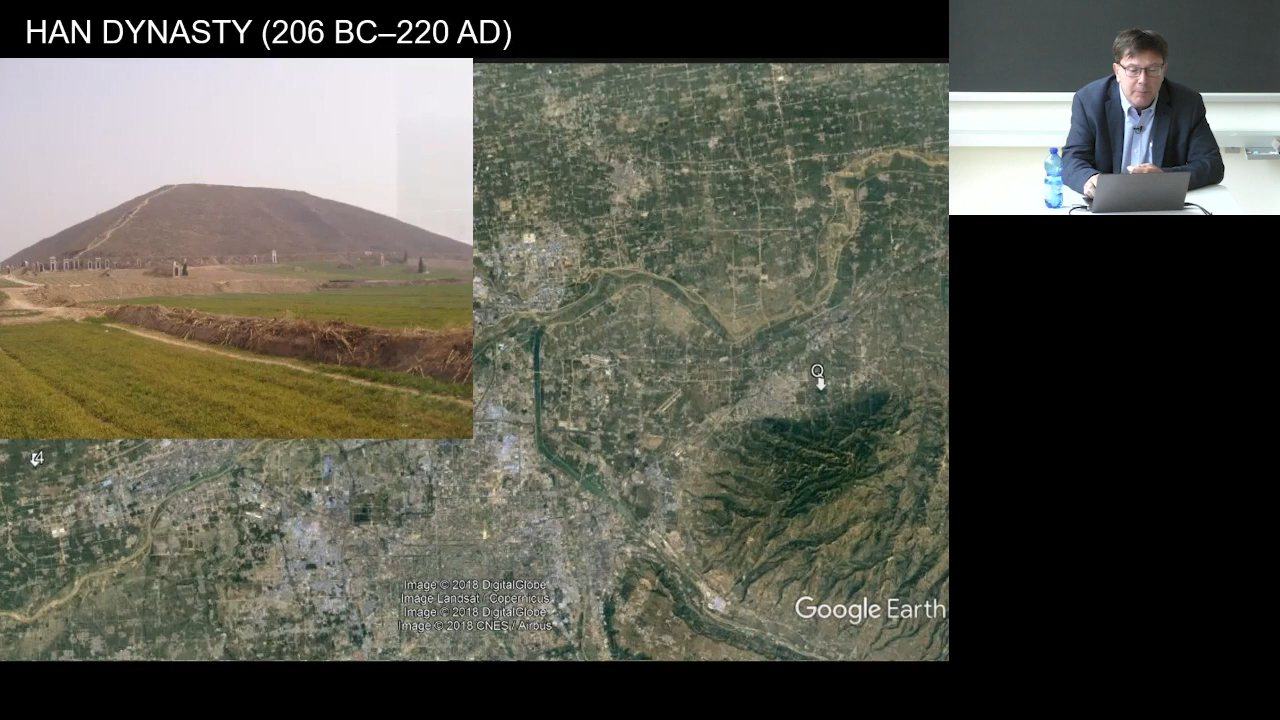 HAN DYNASTY (206 BC–220 AD)
Q
4
Image © 2018 DigitalGlobe
Image Landsat / Copernicus
Image © 2018 DigitalGlobe
Image © 2018 CNES / Airbus
Google Earth